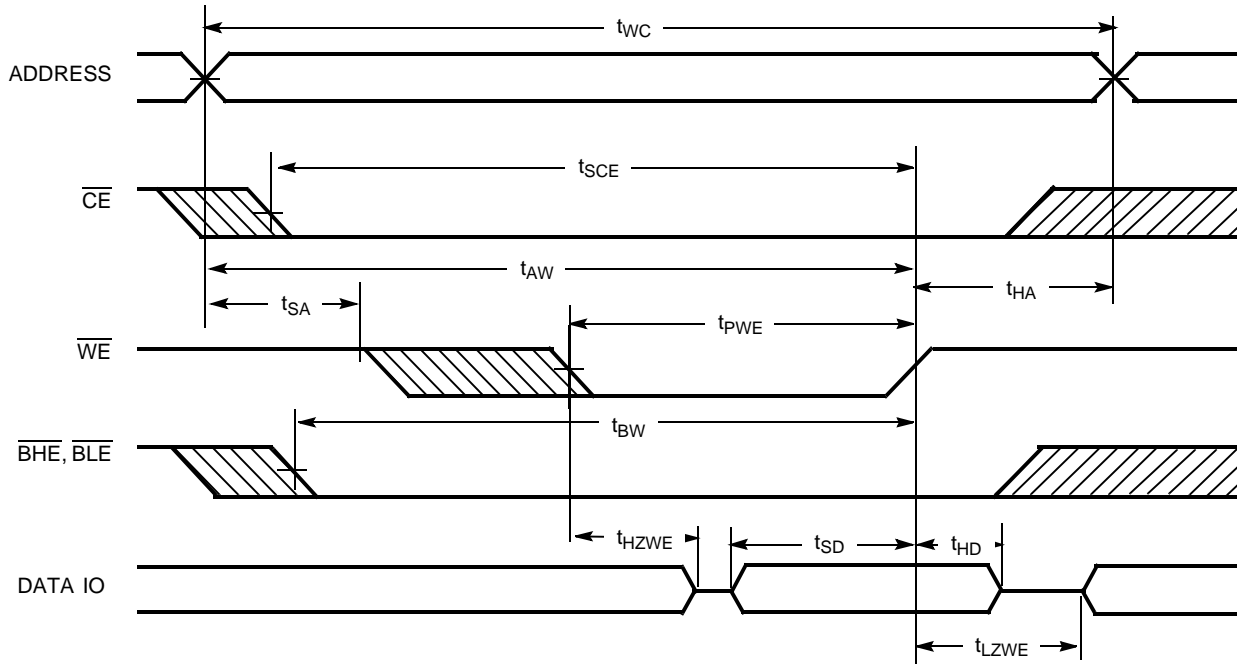 tWC
ADDRESS
tSCE
CE
tAW
tSA
tHA
tPWE
WE
tBW
BHE, BLE
tHZWE
tSD
tHD
DATA IO
tLZWE